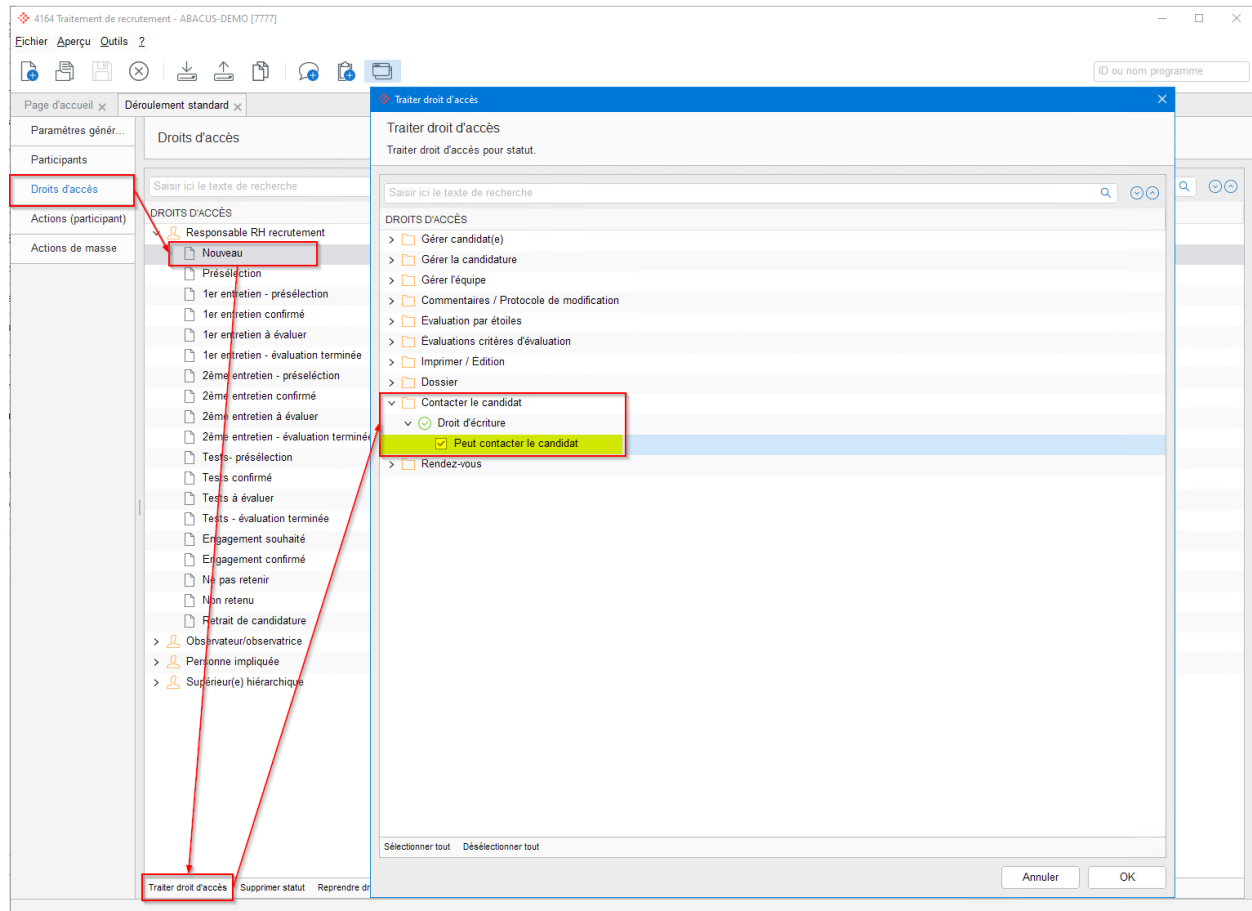 4164 Traitement de recrutement - ABACUS-DEMO [7777]
Fichier Aperçu Outils ?
ID ou nom programme
Page d'accueil
Déroulement standard
Paramètres génér...
Participants
Droits d'accès
Actions (participant)
Actions de masse
Droits d'accès
Saisir ici le texte de recherche
DROITS D'ACCÈS
Responsable RH recrutement
Nouveau
Présélection
1er entretien - présélection
1er entretien confirmé
1er entretien à évaluer
1er entretien - évaluation terminée
2ème entretien - préseléction
2ème entretien confirmé
2ème entretien à évaluer
2ème entretien - évaluation terminée
Tests- présélection
Tests confirmé
Tests à évaluer
Tests - évaluation terminée
Engagement souhaité
Engagement confirmé
Ne pas retenir
Non retenu
Retrait de candidature
Observateur/observatrice
Personne impliquée
Supérieur(e) hiérarchique
Traiter droit d'accès Supprimer statut Reprendre
Traiter droit d'accès
Traiter droit d'accès
Traiter droit d'accès pour statut.
Saisir ici le texte de recherche
DROITS D'ACCÈS
Gérer candidat(e)
Gérer la candidature
Gérer l'équipe
Commentaires / Protocole de modification
Évaluation par étoiles
Évaluations critères d'évaluation
Imprimer / Édition
Dossier
Contacter le candidat
Droit d'écriture
Peut contacter le candidat
Rendez-vous
Sélectionner tout Désélectionner tout
Annuler OK